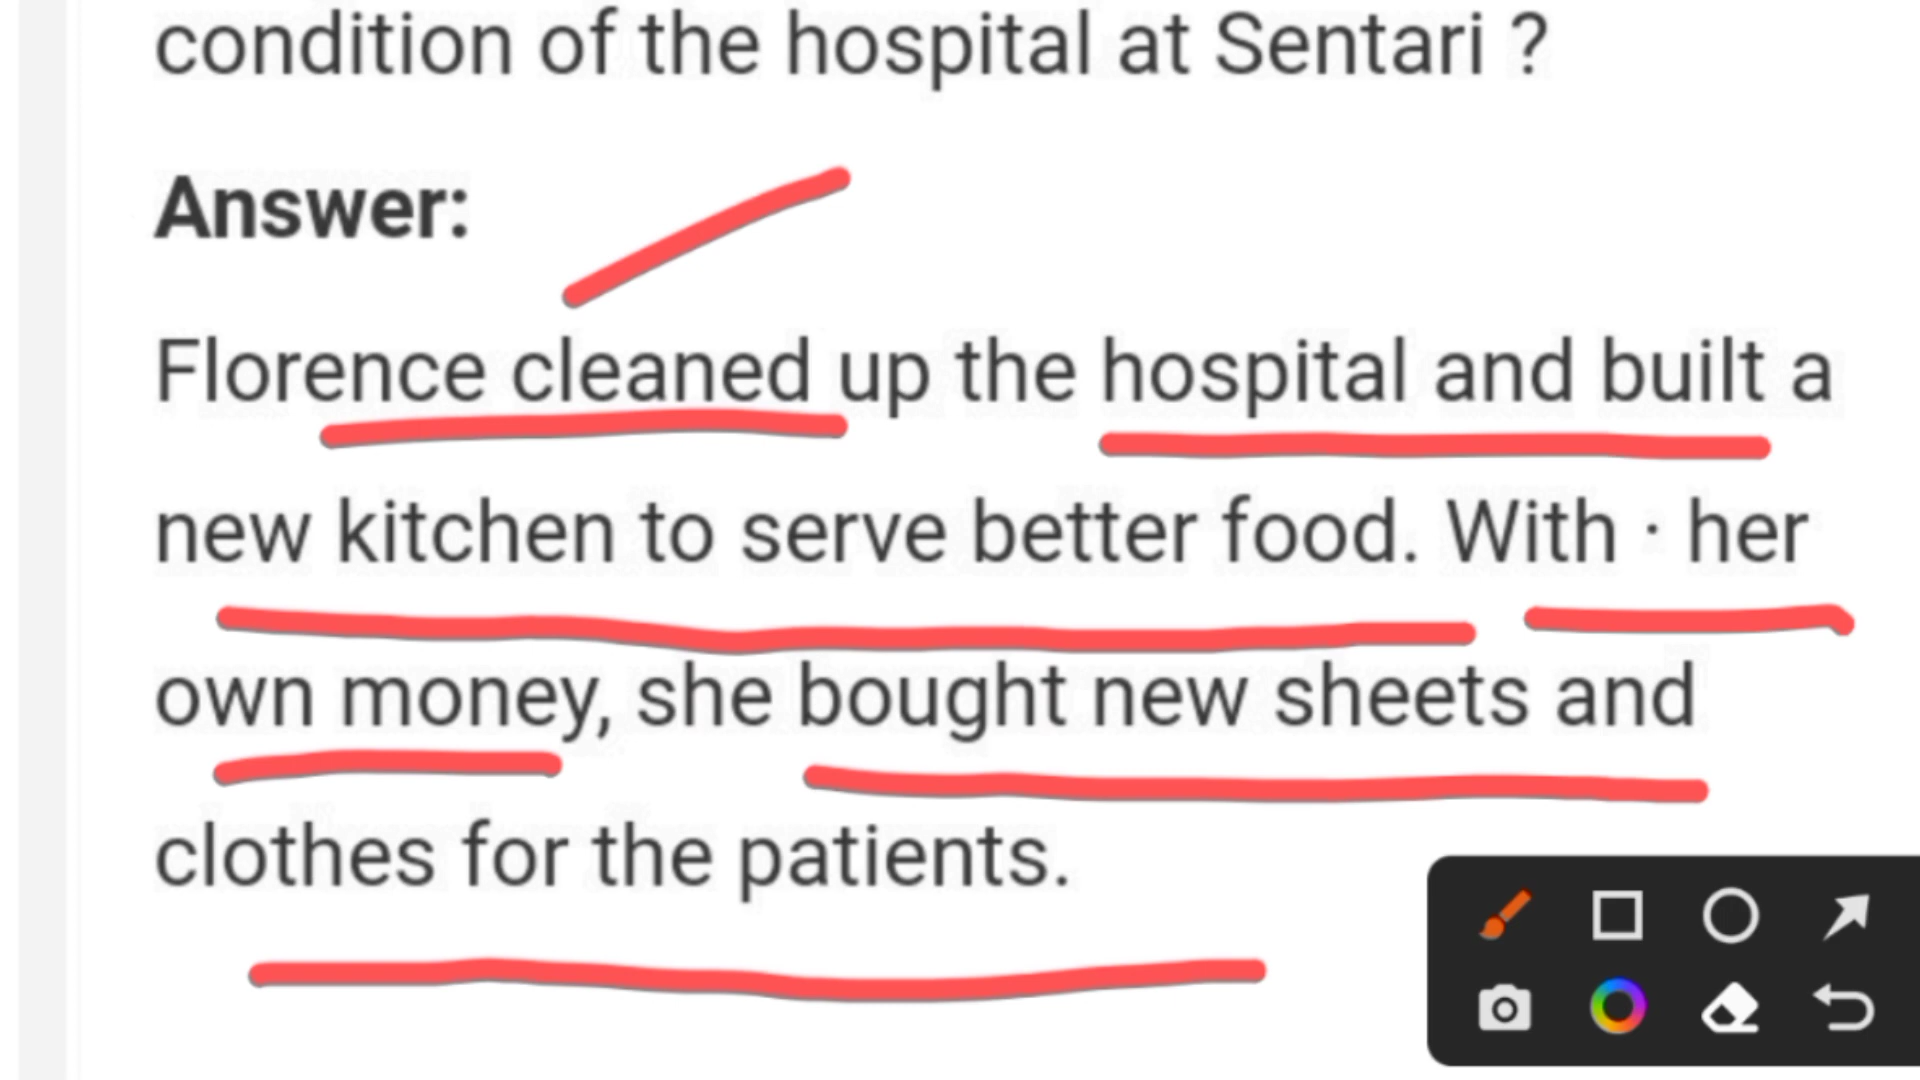 condition of the hospital at Sentari ?
Answer:
Florence cleaned up the hospital and built a
new kitchen to serve better food. With · her
own money, she bought new sheets and
clothes for the patients.